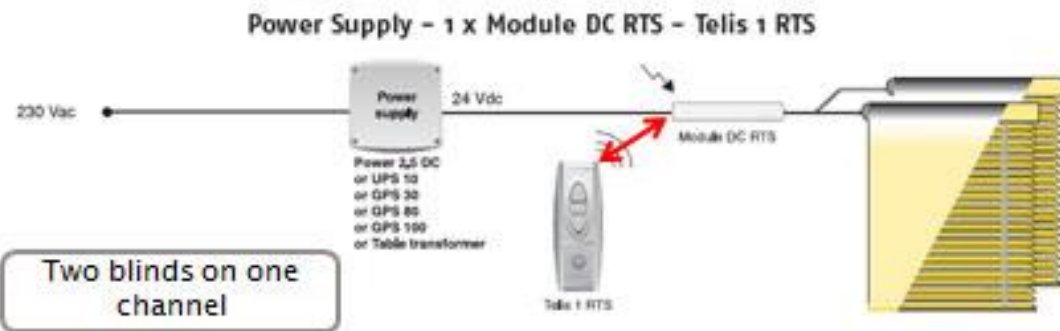 Power Supply – 1 x Module DC RTS – Telis 1 RTS
230 Vac
Power
supply
24 Vdc
Module DC RTS
Power 2,5 DC
or UPS 10
or GPS 30
or GPS 80
or GPS 100
or Table transformer
Telis 1 RTS
Two blinds on one
channel